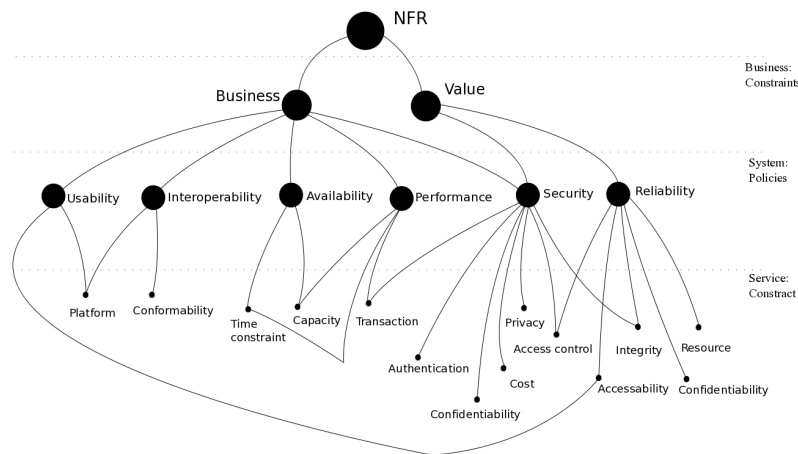 NFR
Business:
Constraints
Business
Value
System:
Policies
Usability
Interoperability
Availability
Performance
Security
Reliability
Service:
Constract
Platform
Conformability
Time
constraint
Capacity
Transaction
Privacy
Access control
Integrity
Resource
Authentication
Cost
Accessability
Confidentiability
Confidentiability